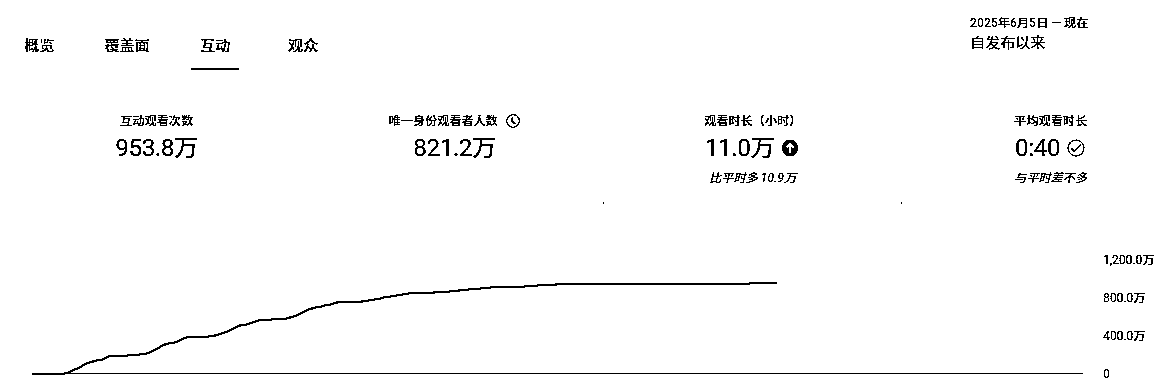 2025年6月5日 – 现在
自发布以来
概览 覆盖面 互动 观众
互动观看次数 唯一身份观看者人数 观看时长（小时） 平均观看时长
953.8万 821.2万 11.0万 0:40
比平时多 10.9万 与平时差不多
1,200.0万
800.0万
400.0万
0